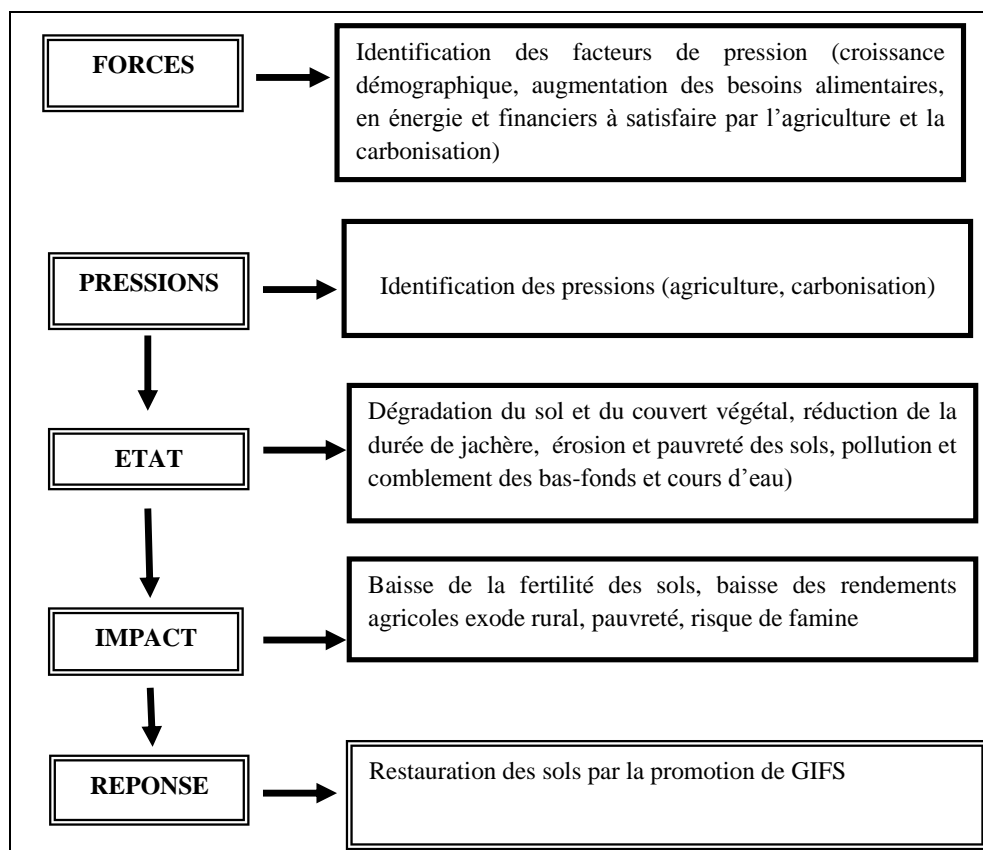 FORCES
Identification des facteurs de pression (croissance
démographique, augmentation des besoins alimentaires,
en énergie et financiers à satisfaire par l’agriculture et la
carbonisation)
PRESSIONS
Identification des pressions (agriculture, carbonisation)
ETAT
Dégradation du sol et du couvert végétal, réduction de la
durée de jachère, érosion et pauvreté des sols, pollution et
comblement des bas-fonds et cours d’eau)
IMPACT
Baisse de la fertilité des sols, baisse des rendements
agricoles exode rural, pauvreté, risque de famine
REPONSE
Restauration des sols par la promotion de GIFS